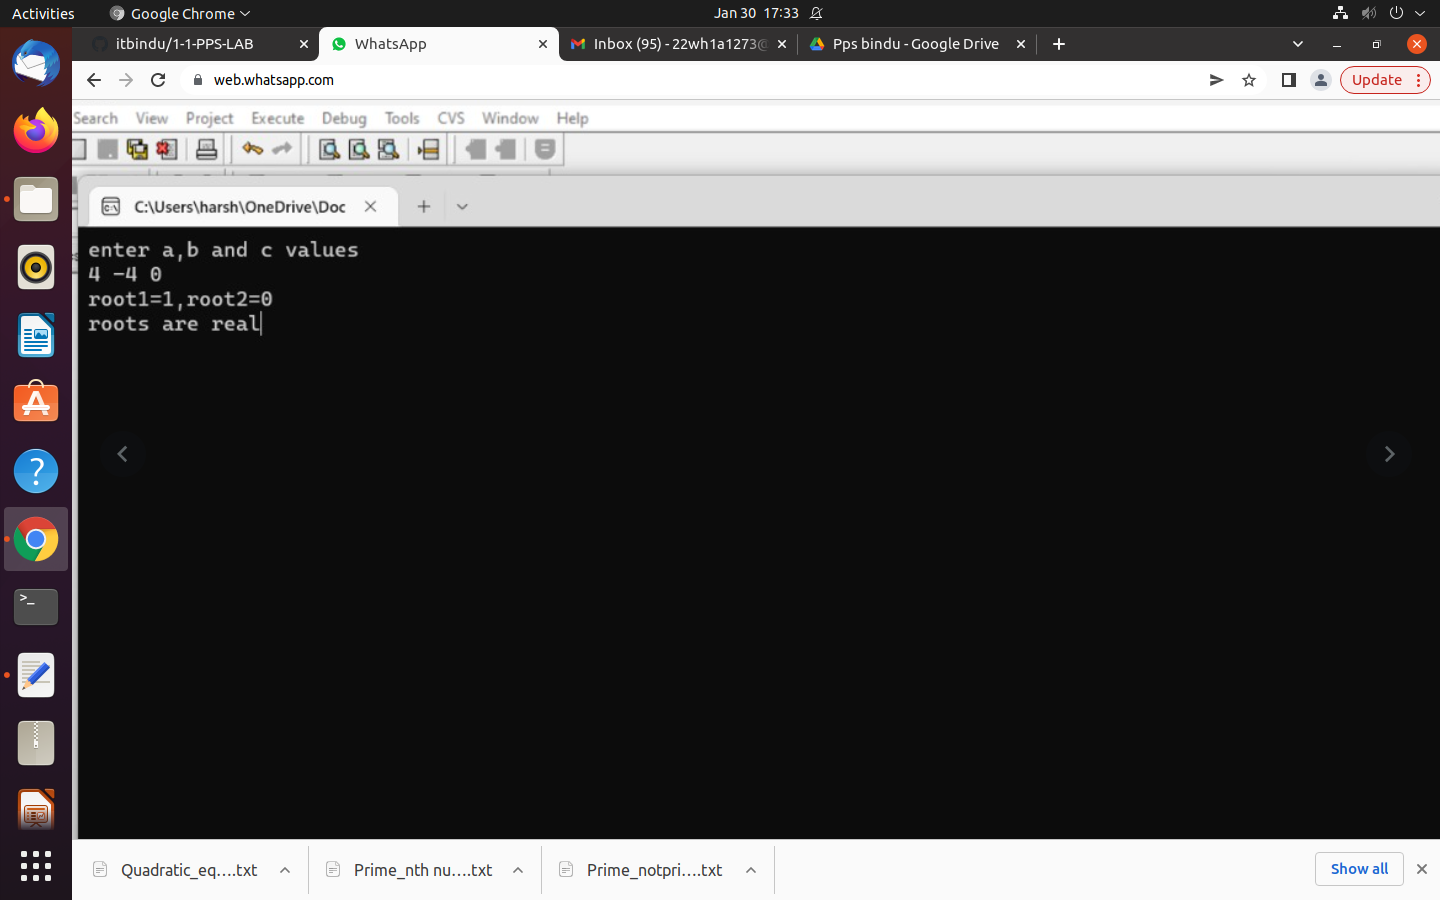 Activities
Google Chrome
Jan 30 17:33
itbindu/1-1-PPS-LAB
WhatsApp
Inbox (95) - 22wh1a1273@
Pps bindu - Google Drive
web.whatsapp.com
Update
Search View Project Execute Debug Tools CVS Window Help
C:\Users\harsh\OneDrive\Doc
enter a,b and c values
4 -4 0
root1=1,root2=0
roots are real
Quadratic_eq....txt
Prime_nth nu....txt
Prime_notpri....txt
Show all